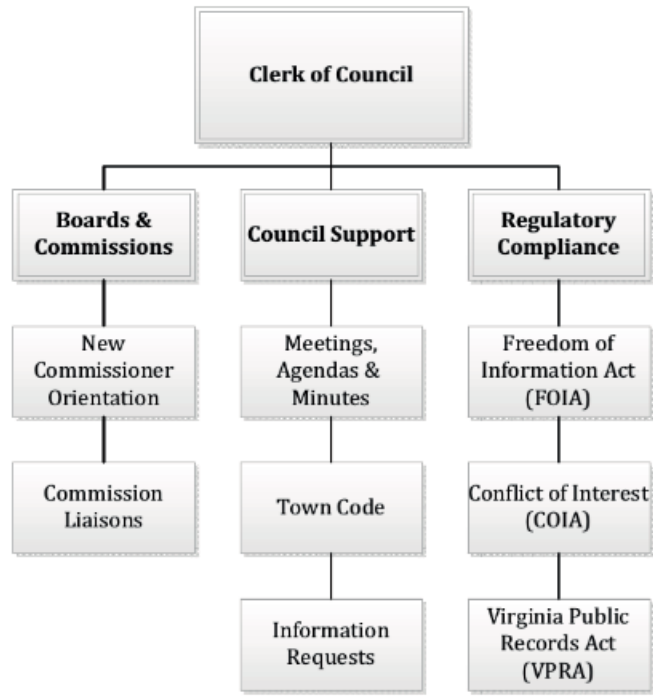 Clerk of Council
Boards &
Commissions
Council Support
Regulatory
Compliance
New
Commissioner
Orientation
Meetings,
Agendas &
Minutes
Freedom of
Information Act
(FOIA)
Commission
Liaisons
Town Code
Conflict of Interest
(COIA)
Information
Requests
Virginia Public
Records Act
(VPRA)